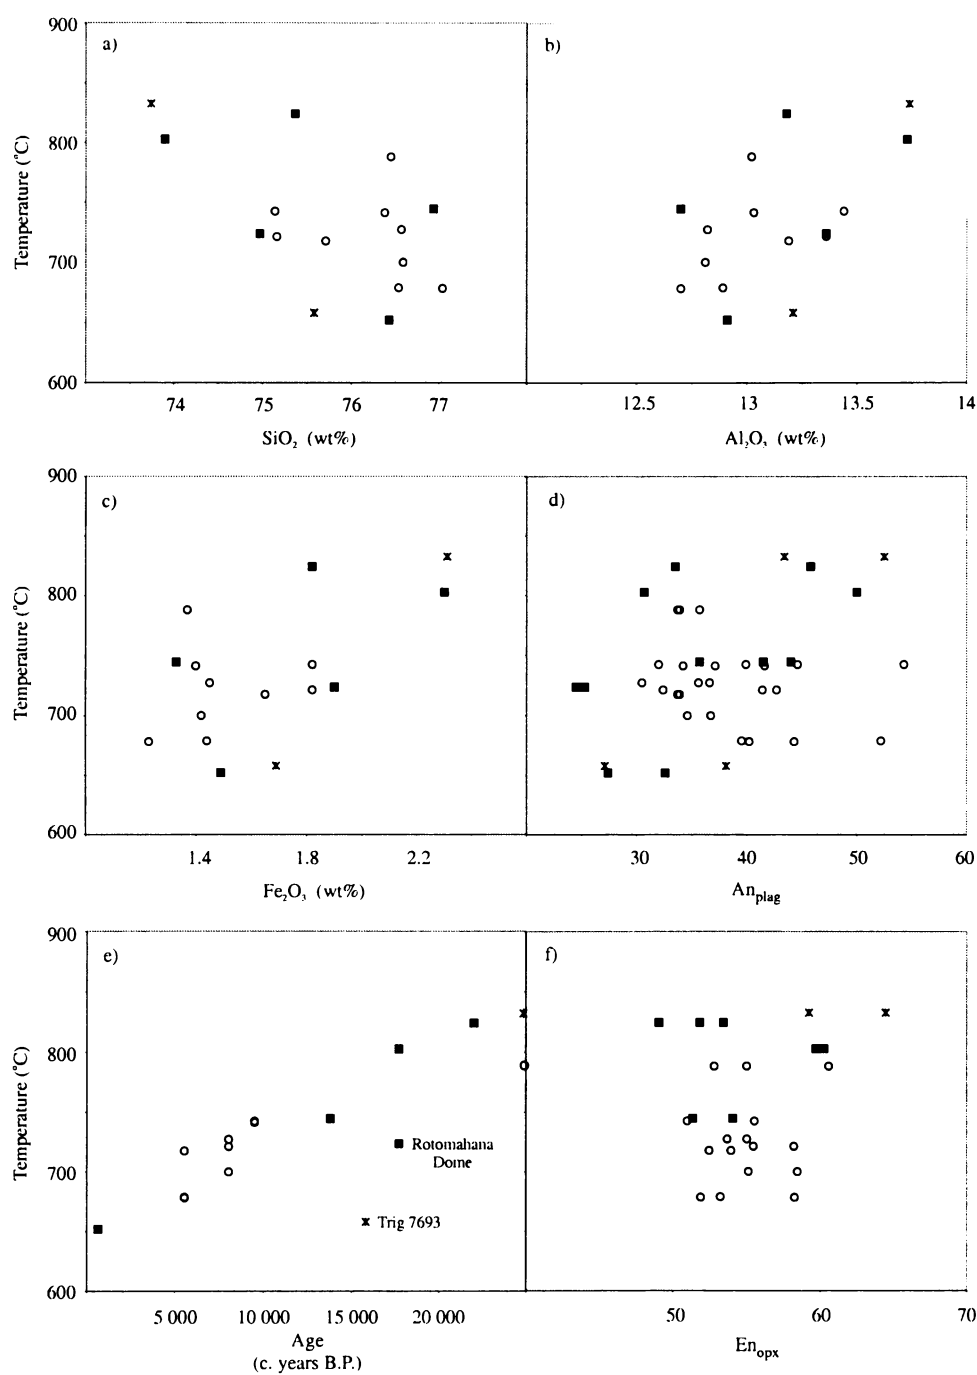 900
a)
b)
800
700
600
Temperature (°C)
74 75 76 77
12.5 13 13.5 14
SiO2 (wt%)
Al2O3 (wt%)
900
c)
d)
800
700
600
Temperature (°C)
1.4 1.8 2.2
30 40 50 60
Fe2O3 (wt%)
Anplag
900
e)
f)
800
700
600
Temperature (°C)
Rotomahana
Dome
Trig 7693
5 000 10 000 15 000 20 000
50 60 70
Age
(c. years B.P.)
Enopx